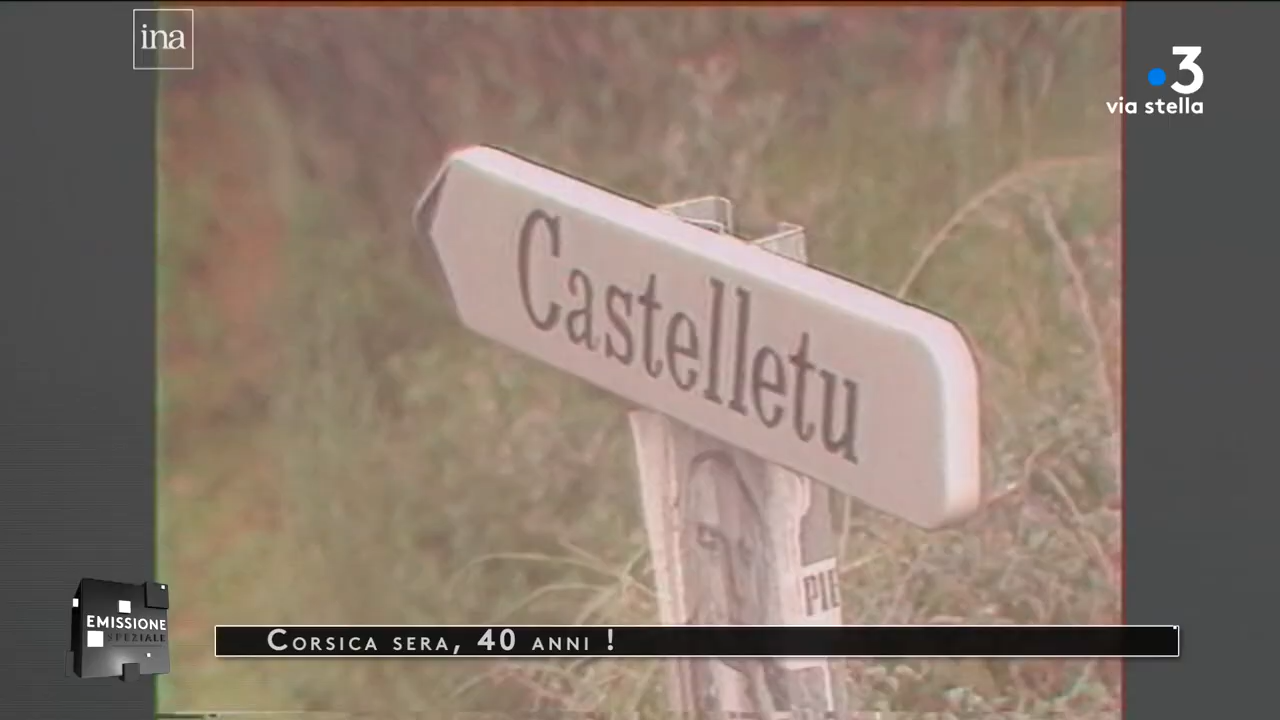 ina
3
via stella
Castelletu
PIE
EMISSIONE
SPEZIALE
Corsica sera, 40 anni !